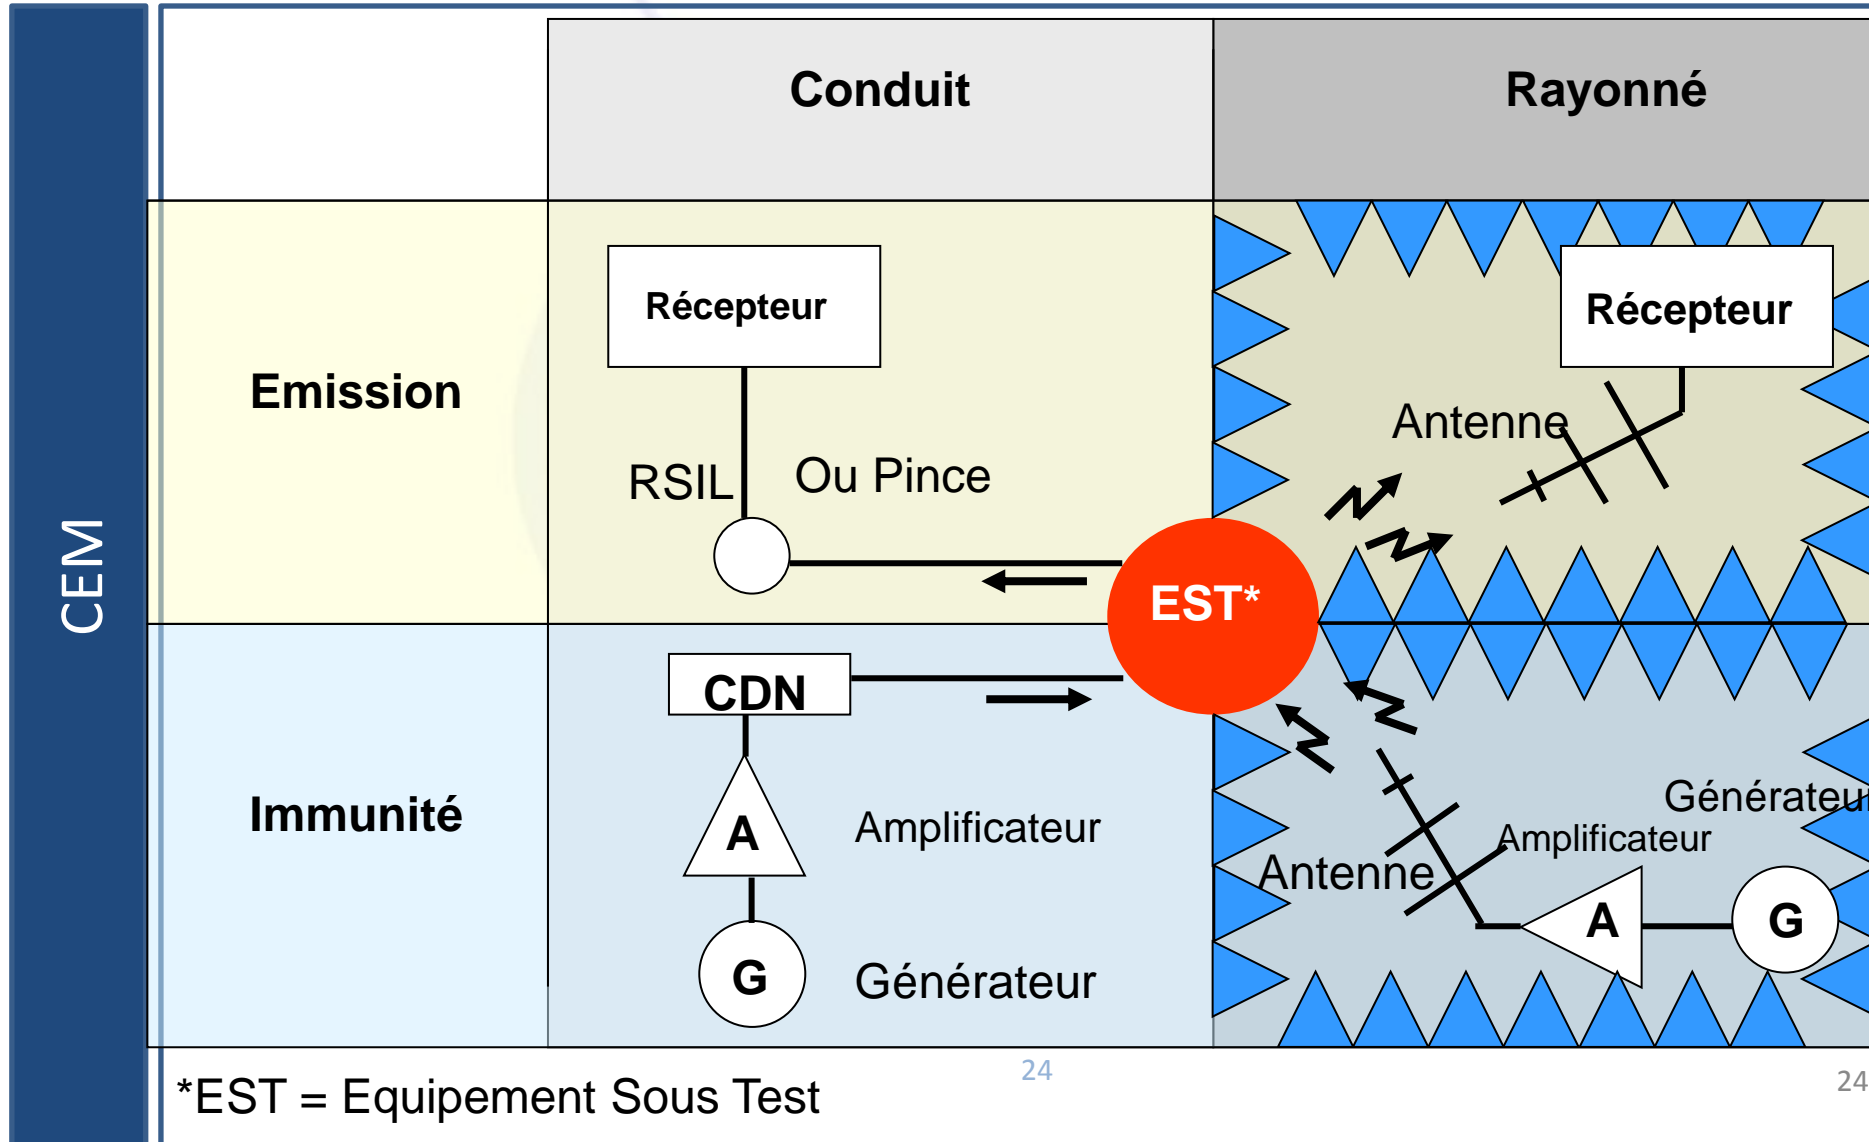 CEM
Conduit
Rayonné
Emission
Récepteur
RSIL
Ou Pince
Récepteur
Antenne
EST*
Immunité
CDN
A
Amplificateur
G
Générateur
Générateur
Amplificateur
Antenne
A
G
24
24
*EST = Equipement Sous Test